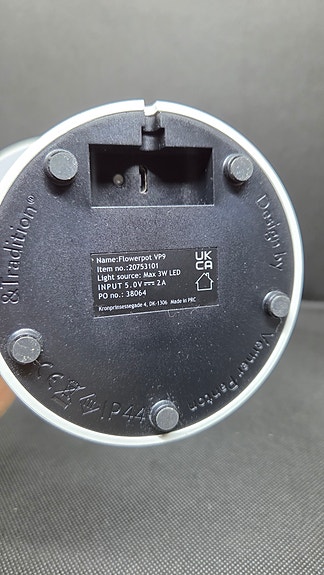 Name:Flowerpot VP9
Item no.:20753101
Light source: Max 3W LED
INPUT 5.0V⎓2A
PO no.: 38064
Kronprinsessegade 4, DK-1306 Made in PRC
UK
CA
&Tradition®
Design by
Verner Panton
CE IP44